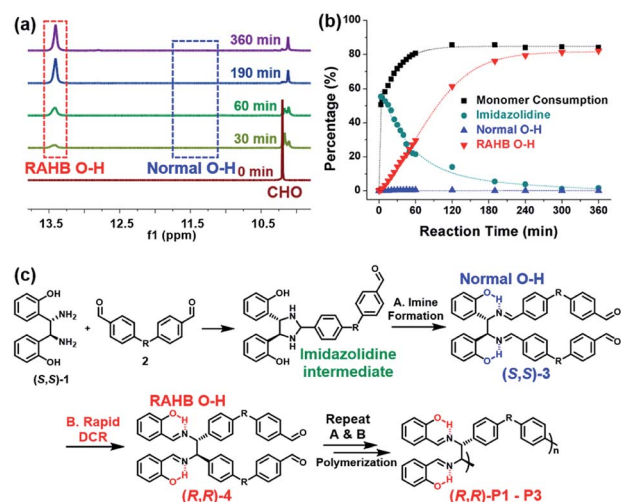 (a)
360 min
190 min
60 min
30 min
RAHB O-H
Normal O-H
0 min
CHO
13.5
12.5
11.5
10.5
f1 (ppm)
(b)
Percentage (%)
100
80
60
40
20
0
Monomer Consumption
Imidazolidine
Normal O-H
RAHB O-H
0 60 120 180 240 300 360
Reaction Time (min)
(c)
OH
NH2
NH2
OH
(S,S)-1
+
O
O
R
2
OH
H
N
N
H
OH
R
O
Imidazolidine
intermediate
A. Imine
Formation
Normal O-H
O
H
N
R
O
N
H
O
R
O
(S,S)-3
B. Rapid
DCR
RAHB O-H
O
H
N
R
O
O
H
N
R
O
(R,R)-4
Repeat
A & B
Polymerization
O
H
N
R
n
O
H
N
(R,R)-P1 - P3